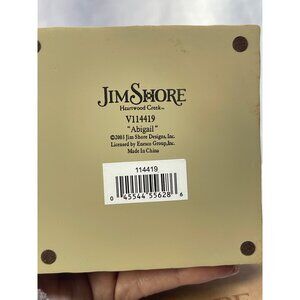 JIM SHORE
Heartwood Creek™
V114419
"Abigail"
©2003 Jim Shore Designs, Inc.
Licensed by Enesco Group, Inc.
Made in China
114419
0 45544 55628 6